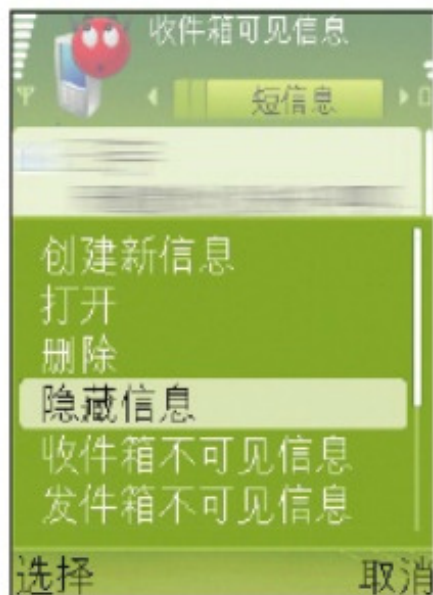 收件箱可见信息
短信息
创建新信息
打开
删除
隐藏信息
收件箱不可见信息
发件箱不可见信息
选择 取消